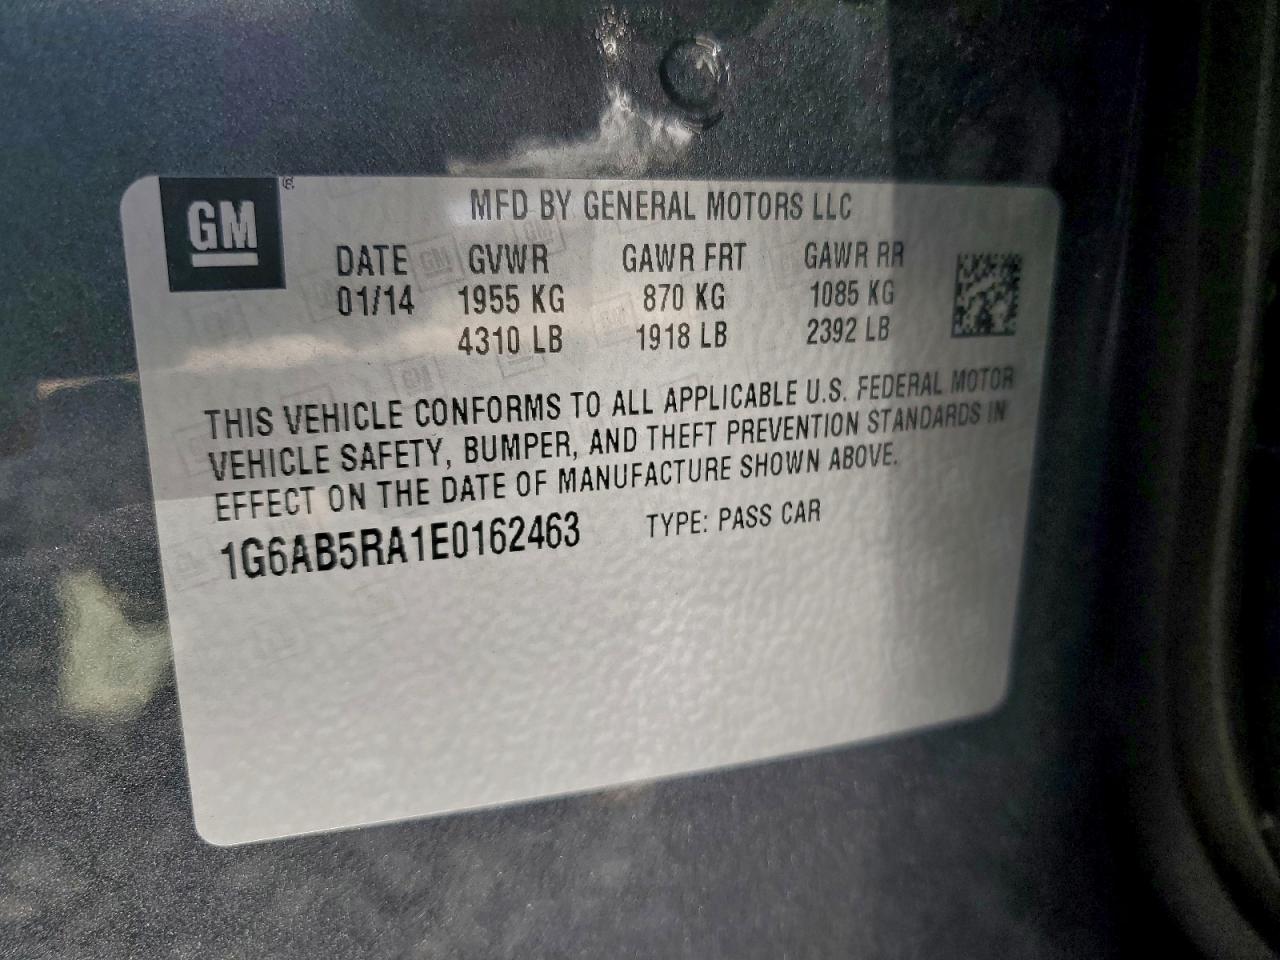 GM
MFD BY GENERAL MOTORS LLC
DATE GVWR GAWR FRT GAWR RR
01/14 1955 KG 870 KG 1085 KG
4310 LB 1918 LB 2392 LB
THIS VEHICLE CONFORMS TO ALL APPLICABLE U.S. FEDERAL MOTOR
VEHICLE SAFETY, BUMPER, AND THEFT PREVENTION STANDARDS IN
EFFECT ON THE DATE OF MANUFACTURE SHOWN ABOVE.
1G6AB5RA1E0162463 TYPE: PASS CAR